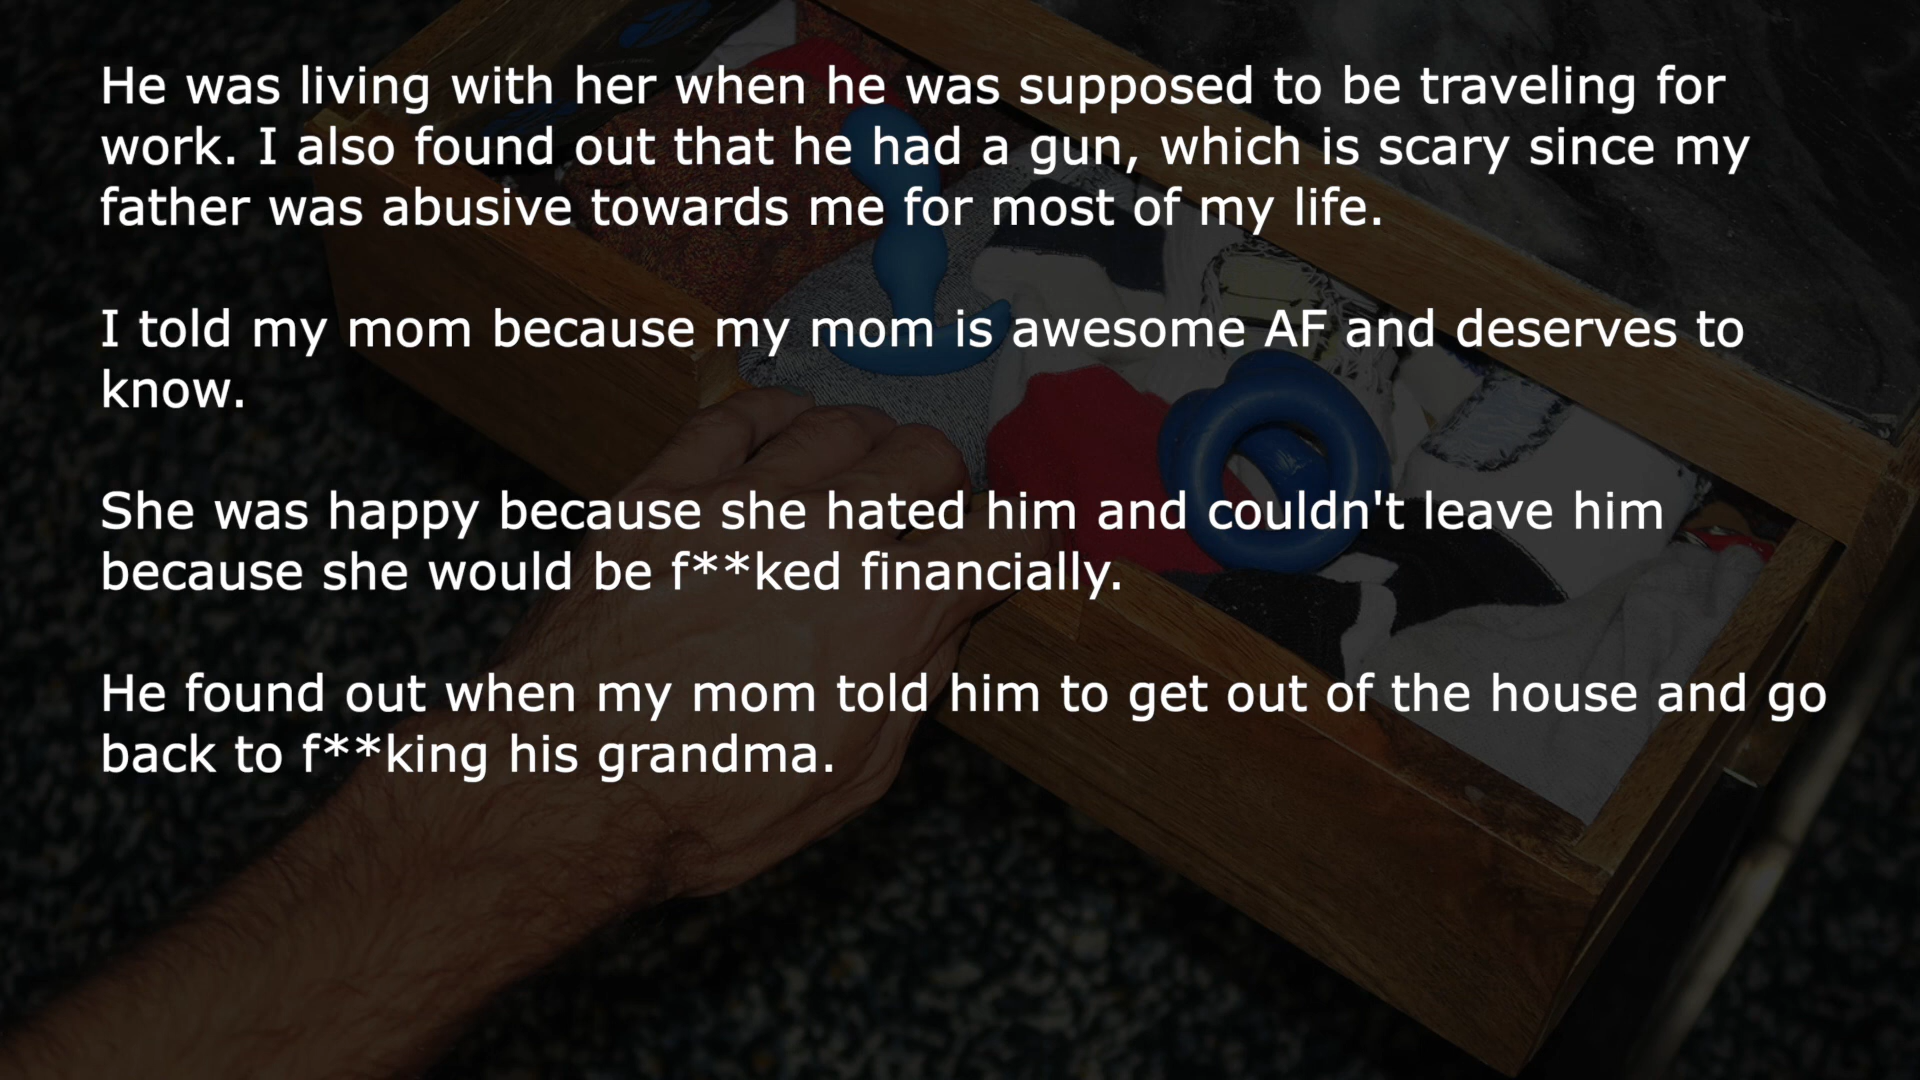 He was living with her when he was supposed to be traveling for
work. I also found out that he had a gun, which is scary since my
father was abusive towards me for most of my life.
I told my mom because my mom is awesome AF and deserves to
know.
She was happy because she hated him and couldn't leave him
because she would be f**ked financially.
He found out when my mom told him to get out of the house and go
back to f**king his grandma.